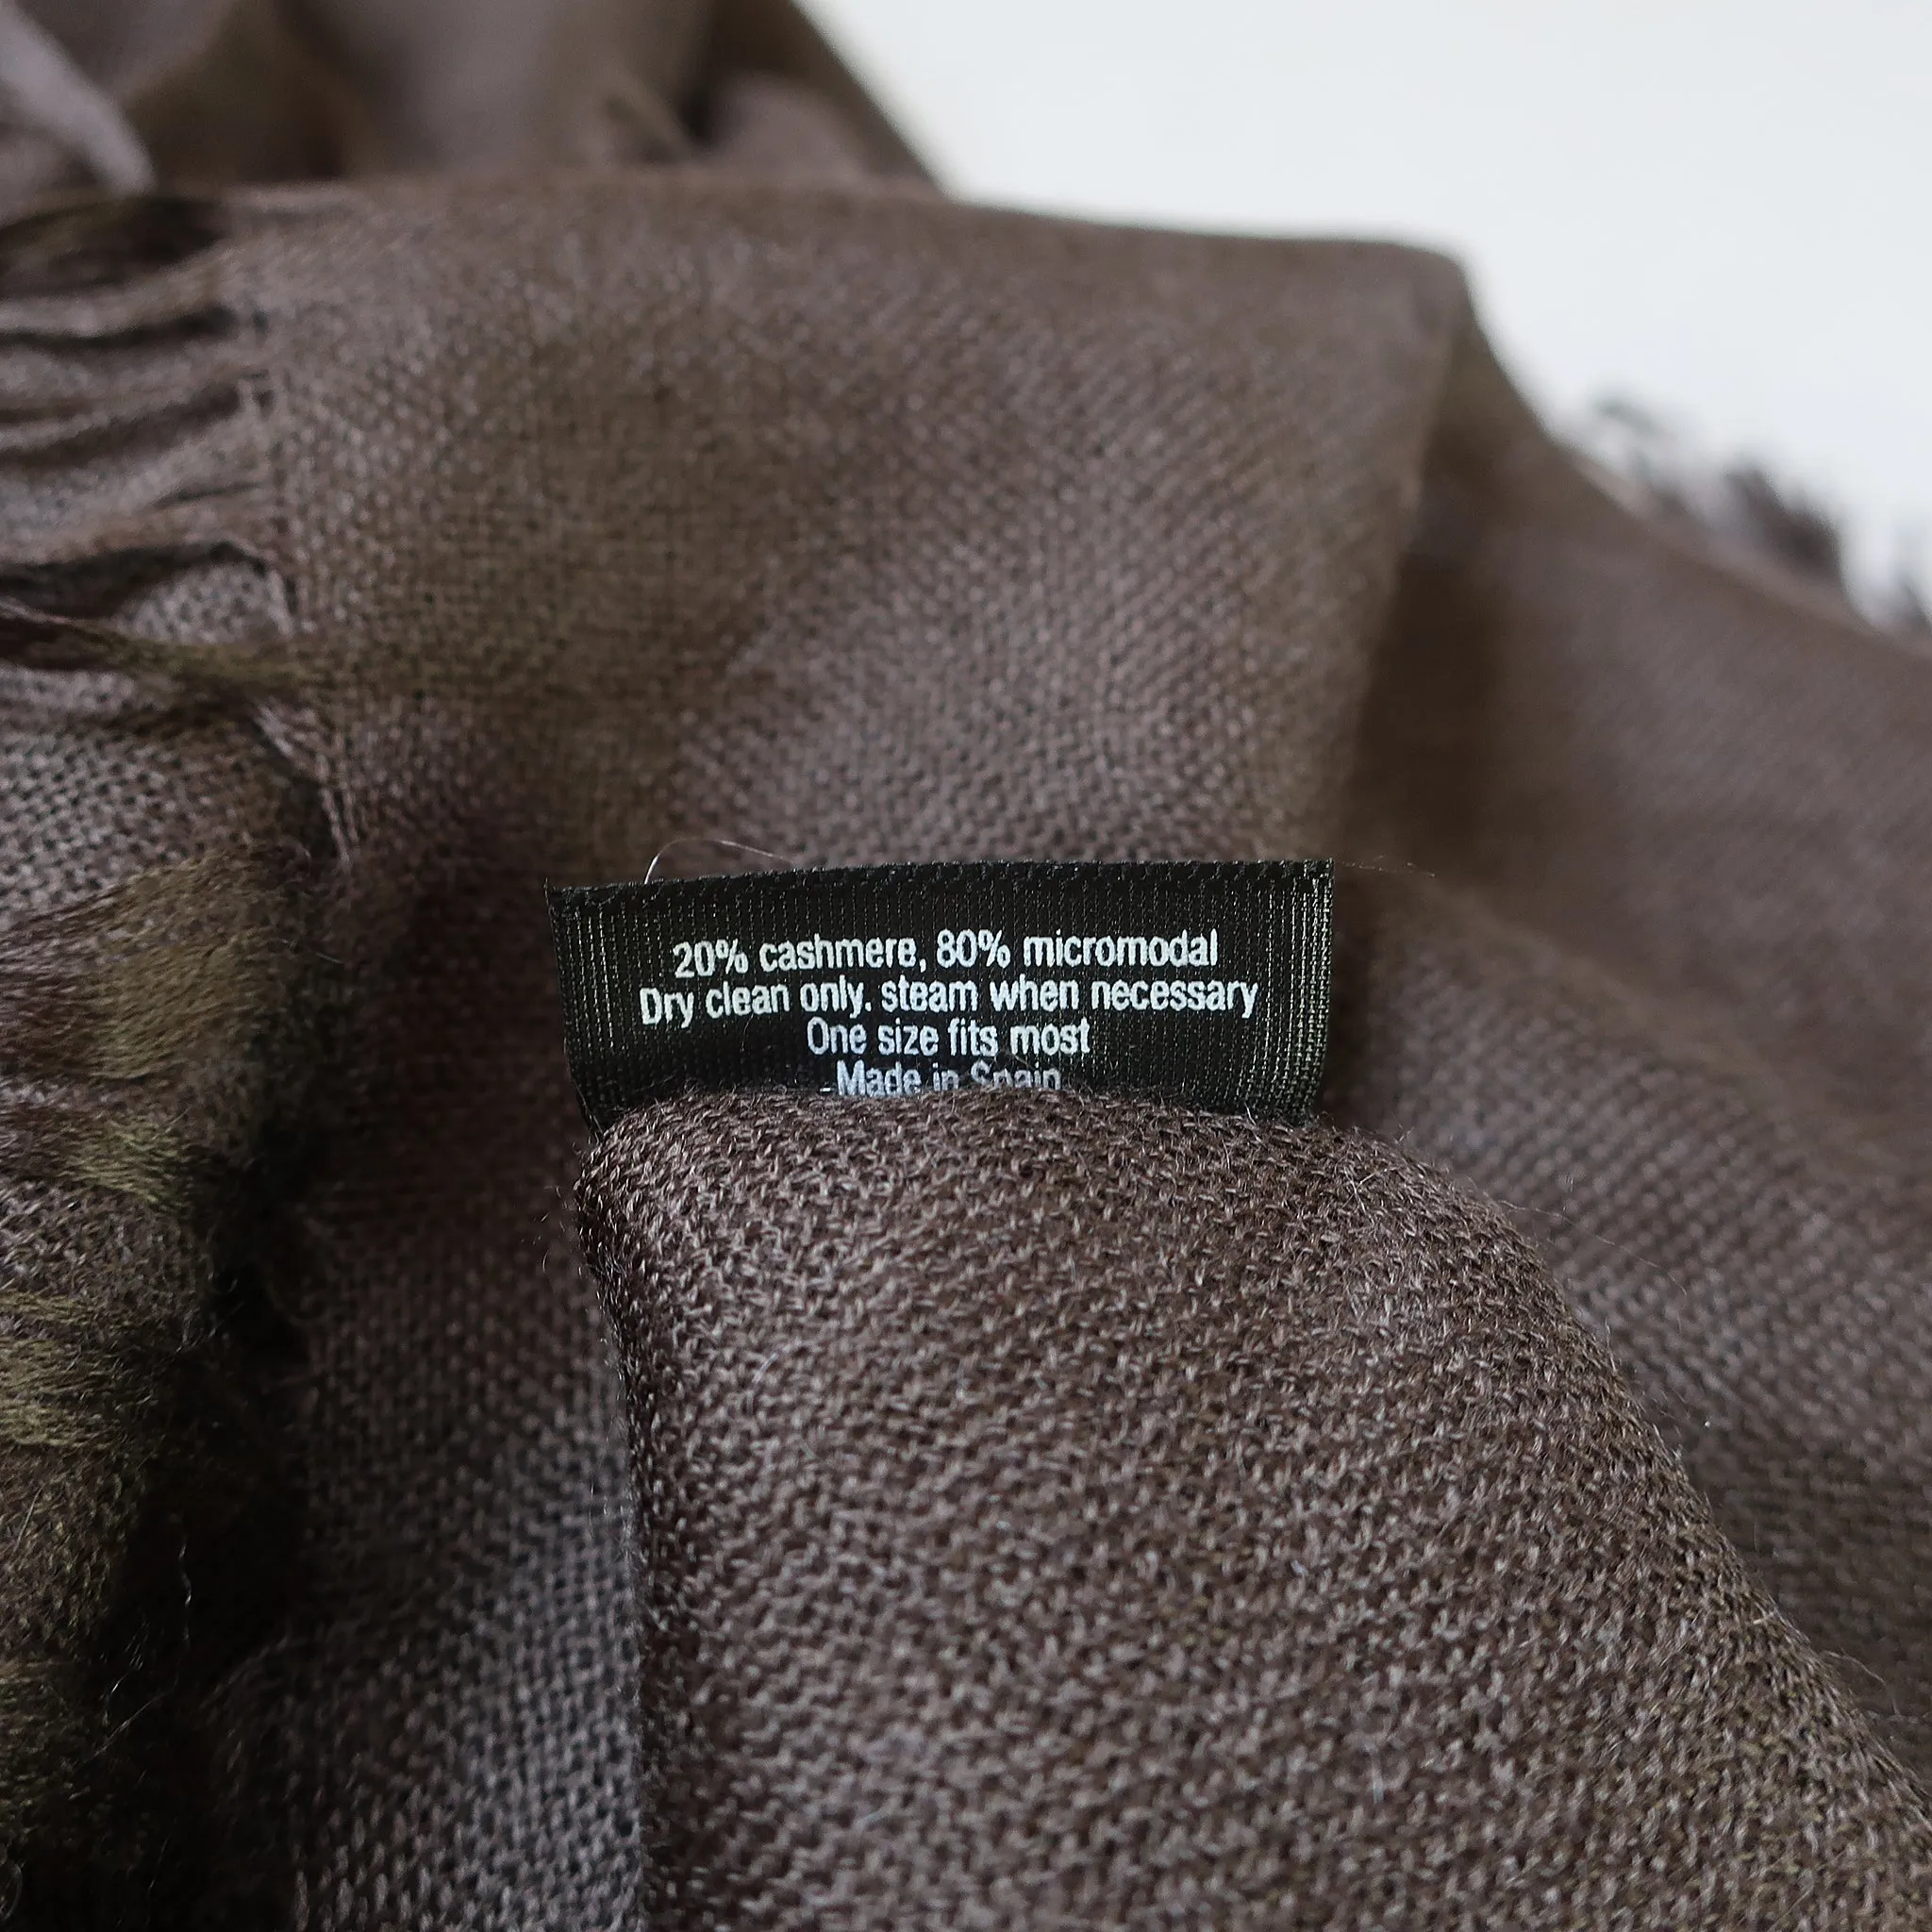 20% cashmere, 80% micromodal
Dry clean only. steam when necessary
One size fits most
Made in Spain